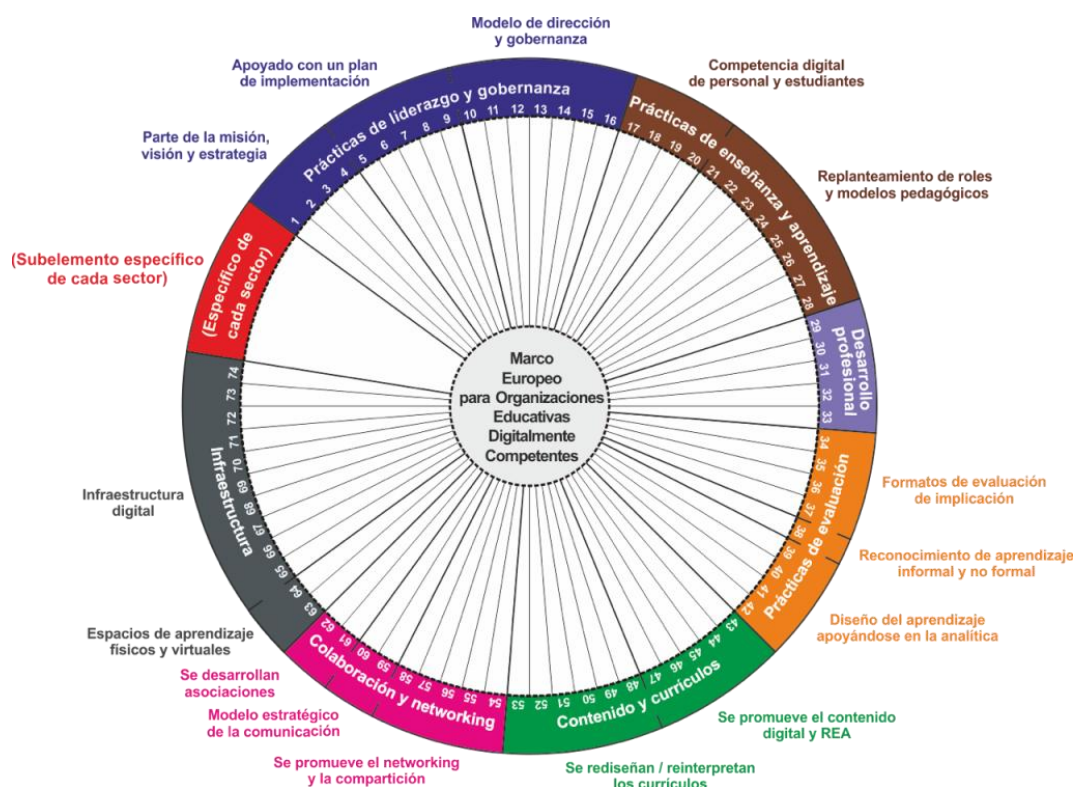 Modelo de dirección
y gobernanza
Apoyado con un plan
de implementación
Parte de la misión,
visión y estrategia
Prácticas de liderazgo y gobernanza
1 2 3 4 5 6 7 8 9 10 11 12 13 14 15 16
Competencia digital
de personal y estudiantes
Replanteamiento de roles
y modelos pedagógicos
Prácticas de enseñanza y aprendizaje
17 18 19 20 21 22 23 24 25 26 27 28
Desarrollo
profesional
29 30 31 32 33
Formatos de evaluación
de implicación
Reconocimiento de aprendizaje
informal y no formal
Diseño del aprendizaje
apoyándose en la analítica
Prácticas de evaluación
34 35 36 37 38 39 40 41 42
Se promueve el contenido
digital y REA
Se rediseñan / reinterpretan
los currículos
Contenido y currículos
43 44 45 46 47 48 49 50 51 52 53
Se promueve el networking
y la compartición
Modelo estratégico
de la comunicación
Se desarrollan
asociaciones
Colaboración y networking
54 55 56 57 58 59 60 61 62
Espacios de aprendizaje
físicos y virtuales
Infraestructura
digital
Infraestructura
63 64 65 66 67 68 69 70 71 72 73 74
(Subelemento específico
de cada sector)
(Específico de
cada sector)
Marco
Europeo
para Organizaciones
Educativas
Digitalmente
Competentes